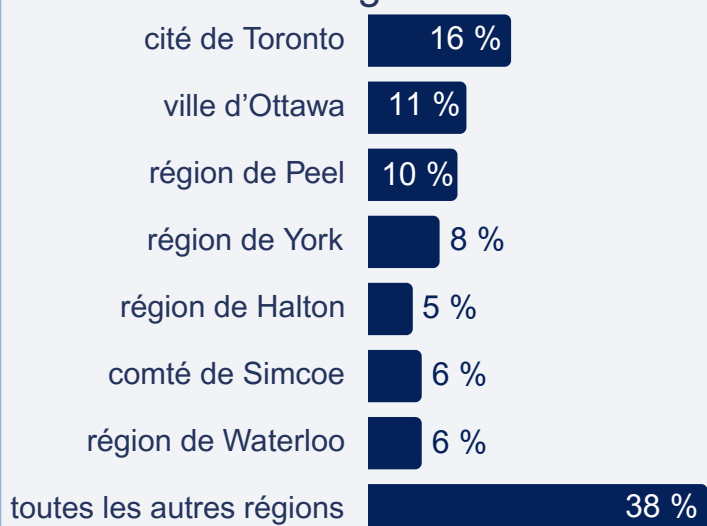 cité de Toronto 16 %
ville d’Ottawa 11 %
région de Peel 10 %
région de York 8 %
région de Halton 5 %
comté de Simcoe 6 %
région de Waterloo 6 %
toutes les autres régions 38 %